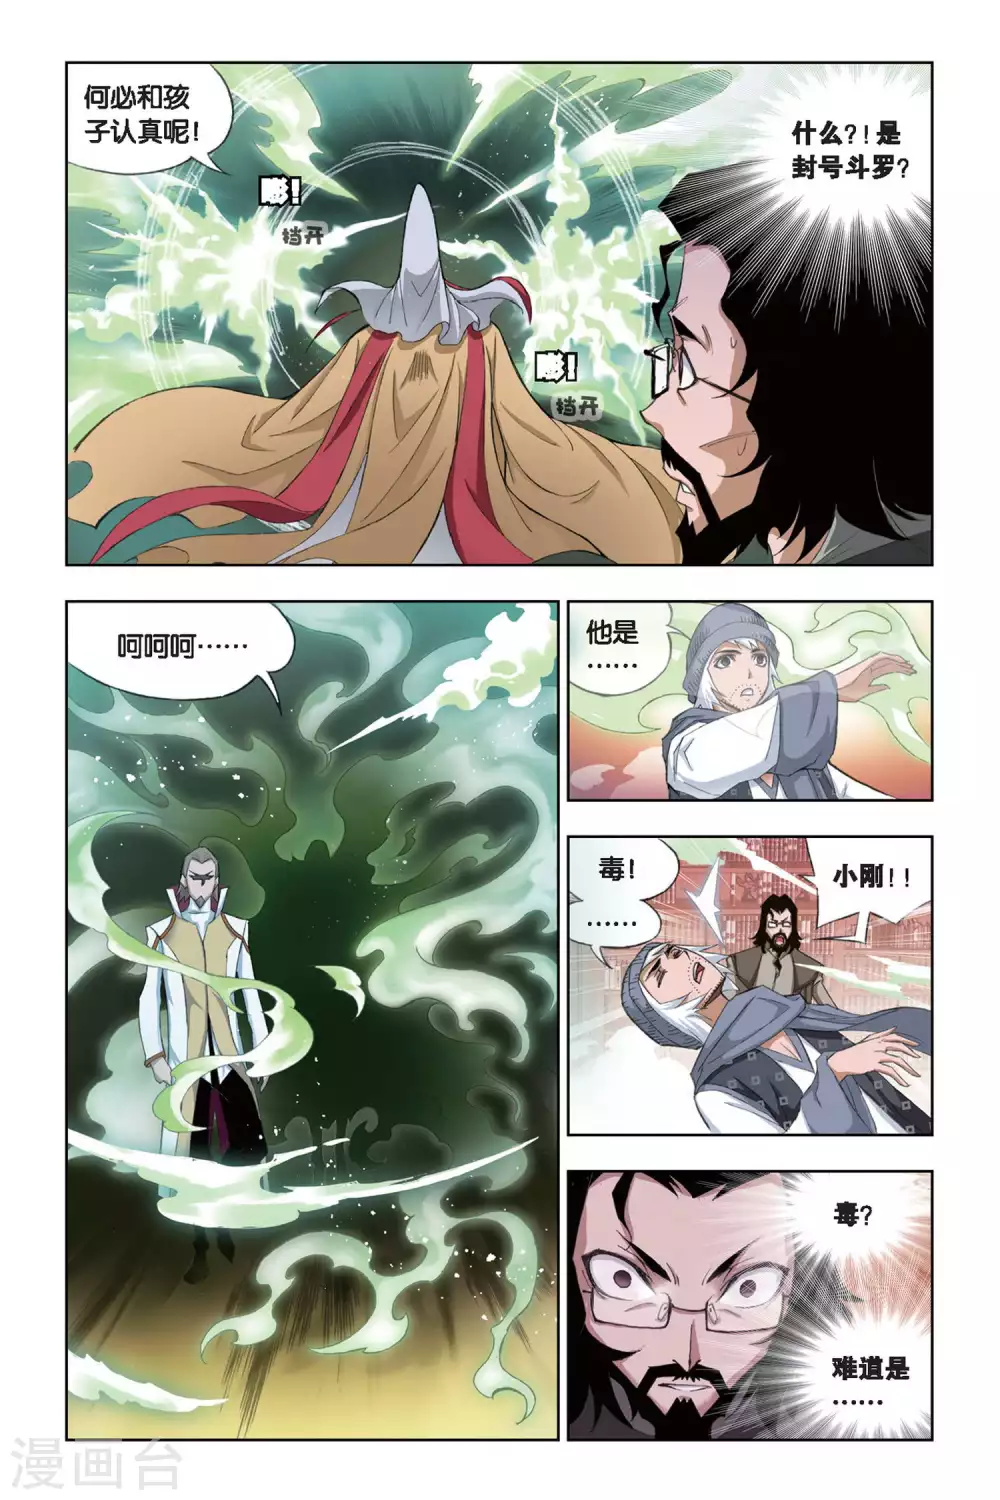 何必和孩
子认真呢！
什么？！是
封号斗罗？
嘭！
挡开
嘭！
挡开
呵呵呵……
他是
……
毒！
……
小刚！！
毒？
难道是
……
漫画台